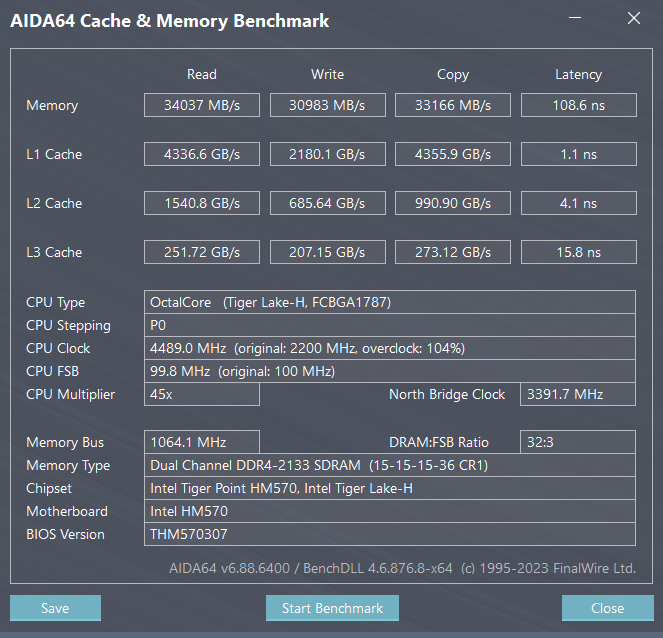 AIDA64 Cache & Memory Benchmark
Read Write Copy Latency
Memory 34037 MB/s 30983 MB/s 33166 MB/s 108.6 ns
L1 Cache 4336.6 GB/s 2180.1 GB/s 4355.9 GB/s 1.1 ns
L2 Cache 1540.8 GB/s 685.64 GB/s 990.90 GB/s 4.1 ns
L3 Cache 251.72 GB/s 207.15 GB/s 273.12 GB/s 15.8 ns
CPU Type OctalCore (Tiger Lake-H, FCBGA1787)
CPU Stepping P0
CPU Clock 4489.0 MHz (original: 2200 MHz, overclock: 104%)
CPU FSB 99.8 MHz (original: 100 MHz)
CPU Multiplier 45x North Bridge Clock 3391.7 MHz
Memory Bus 1064.1 MHz DRAM:FSB Ratio 32:3
Memory Type Dual Channel DDR4-2133 SDRAM (15-15-15-36 CR1)
Chipset Intel Tiger Point HM570, Intel Tiger Lake-H
Motherboard Intel HM570
BIOS Version THM570307
AIDA64 v6.88.6400 / BenchDLL 4.6.876.8-x64 (c) 1995-2023 FinalWire Ltd.
Save Start Benchmark Close